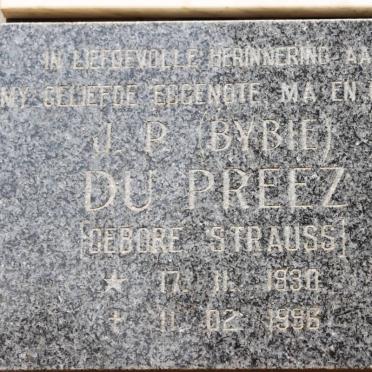 IN LIEFDEVOLLE HERINNERING AA
MY GELIEFDE EGGENOTE, MA EN
J. P. (BYBIE)
DU PREEZ
[GEBORE STRAUSS]
★ 17. 11. 1930
+ 11. 02. 1996